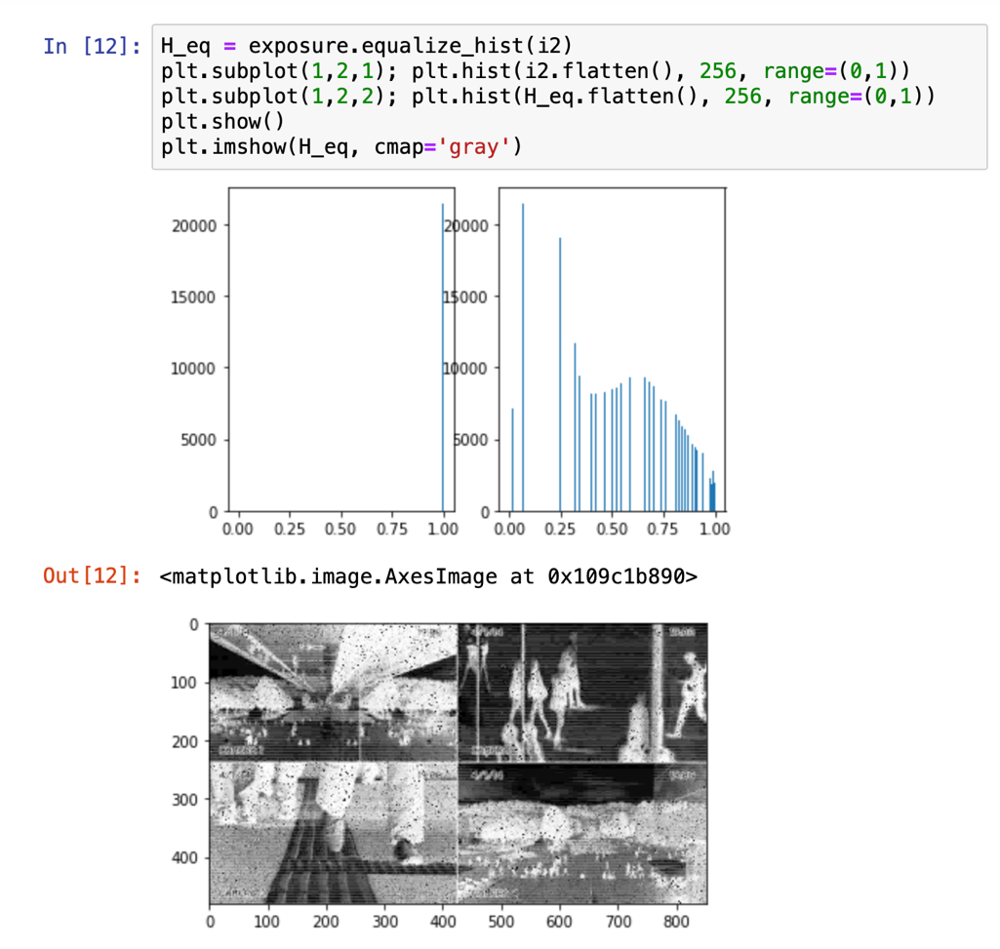 In [12]:
H_eq = exposure.equalize_hist(i2)
plt.subplot(1,2,1); plt.hist(i2.flatten(), 256, range=(0,1))
plt.subplot(1,2,2); plt.hist(H_eq.flatten(), 256, range=(0,1))
plt.show()
plt.imshow(H_eq, cmap='gray')
20000
15000
10000
5000
0
0.00 0.25 0.50 0.75 1.00
20000
15000
10000
5000
0
0.00 0.25 0.50 0.75 1.00
Out[12]: <matplotlib.image.AxesImage at 0x109c1b890>
0
100
200
300
400
0 100 200 300 400 500 600 700 800